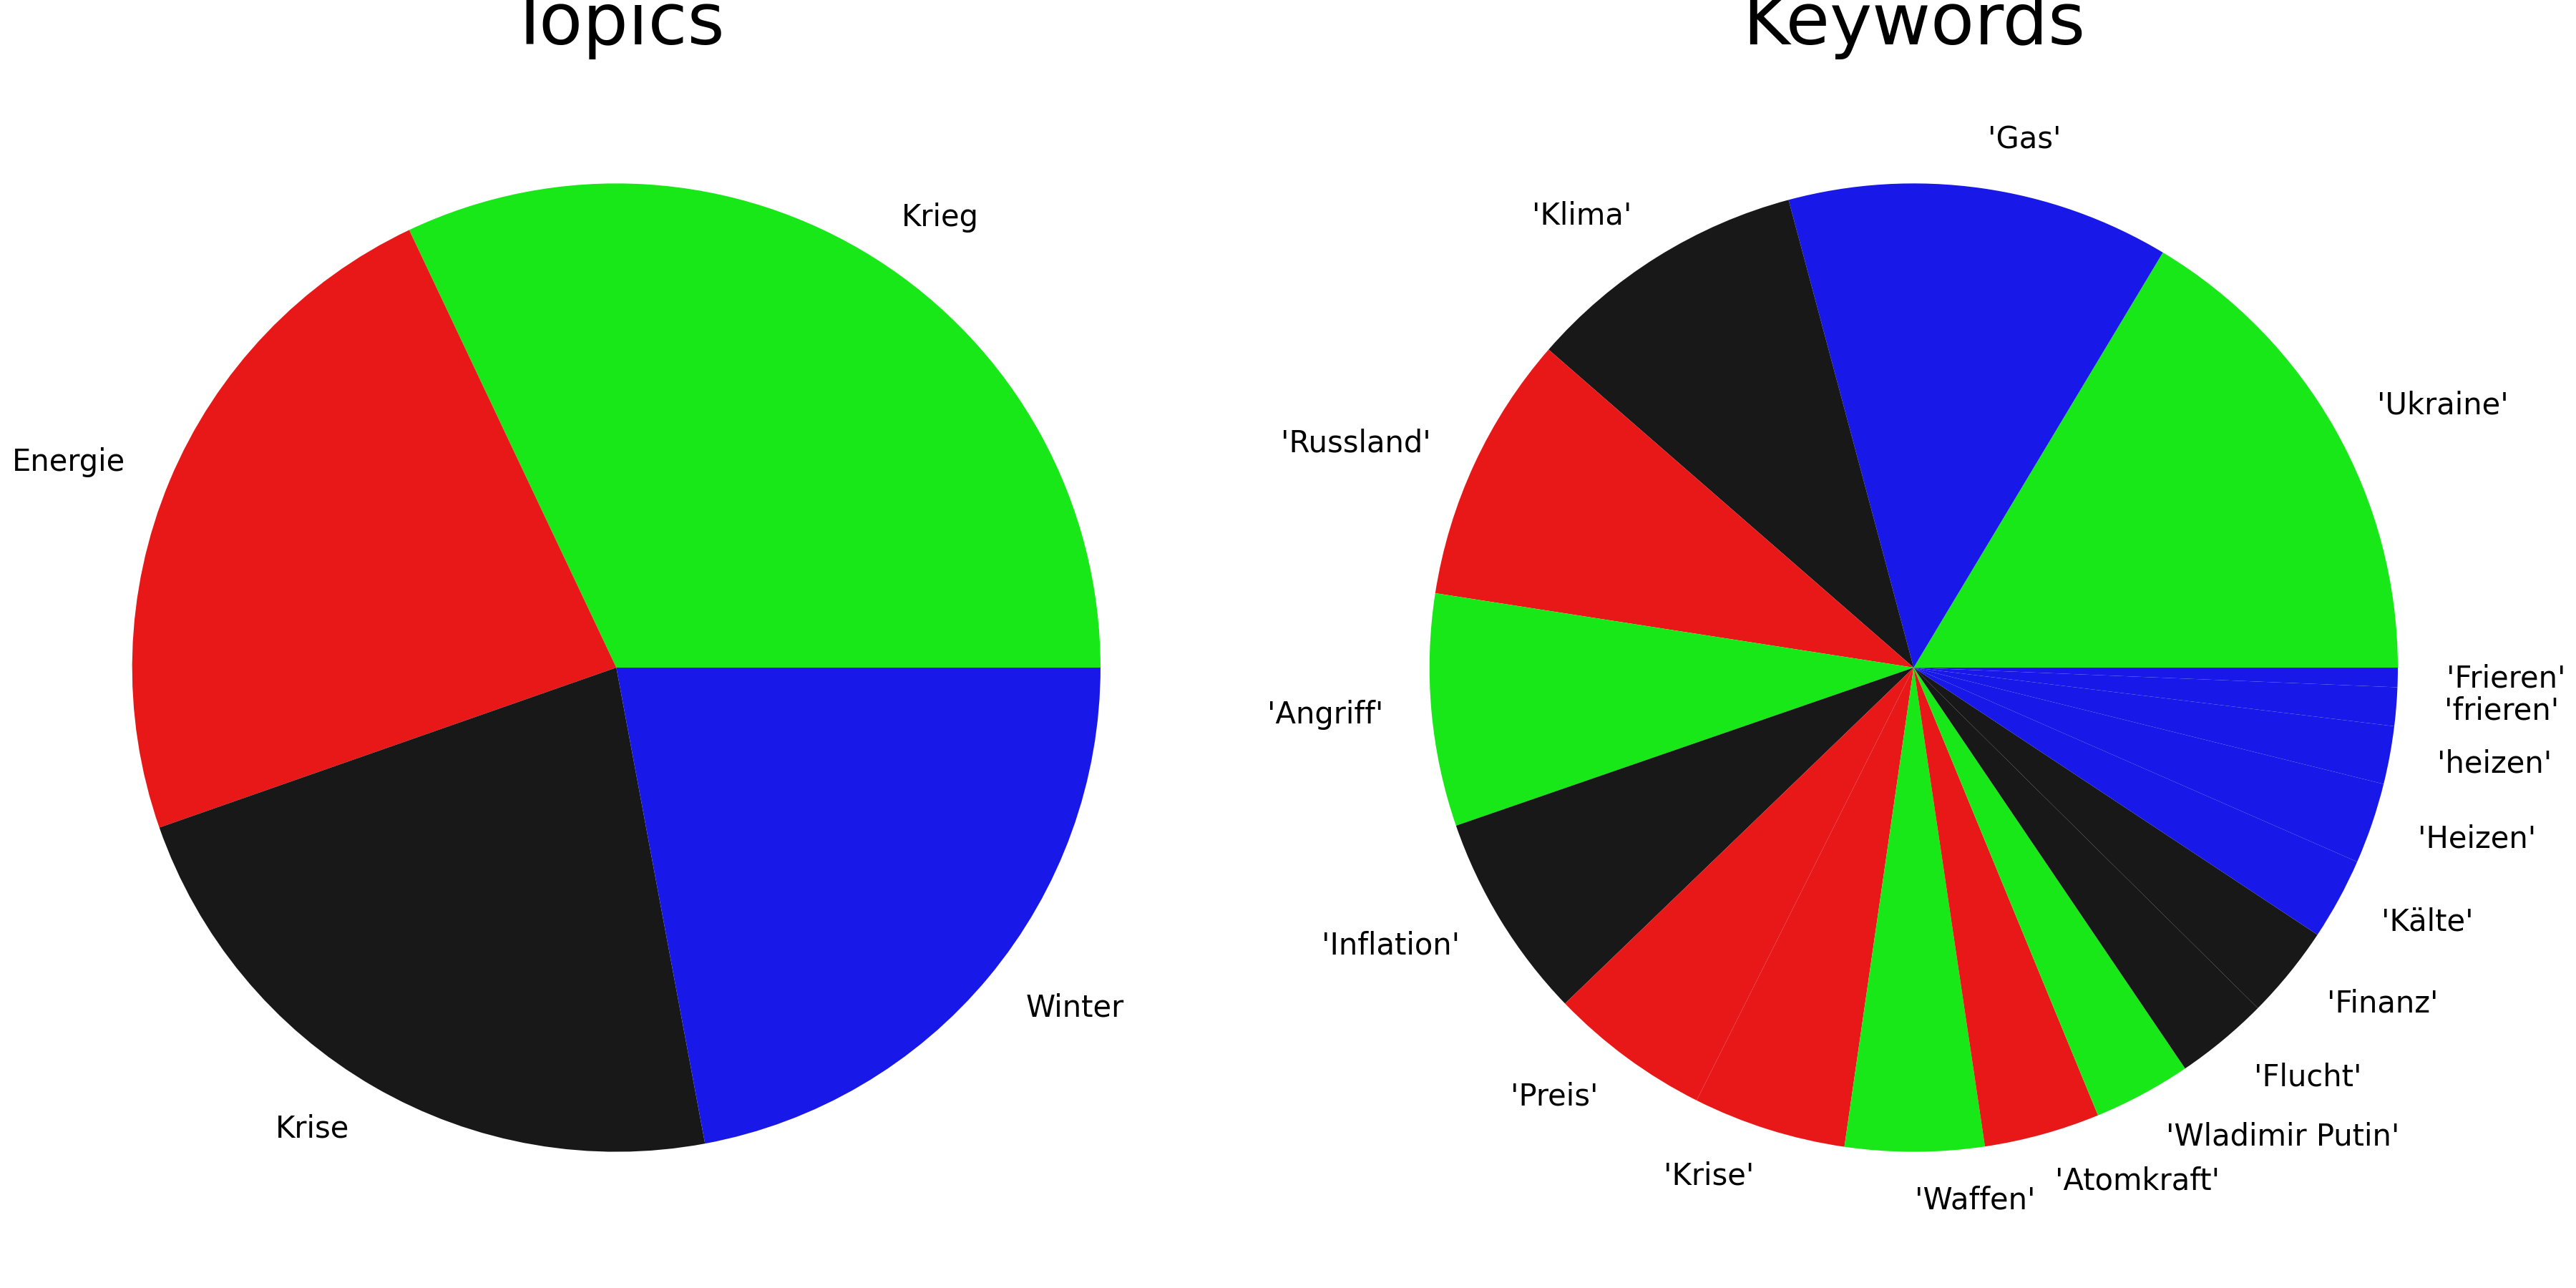 Topics
Krieg
Energie
Krise
Winter
Keywords
'Gas'
'Klima'
'Ukraine'
'Russland'
'Angriff'
'Inflation'
'Preis'
'Krise'
'Waffen'
'Atomkraft'
'Wladimir Putin'
'Flucht'
'Finanz'
'Kälte'
'Heizen'
'heizen'
'frieren'
'Frieren'